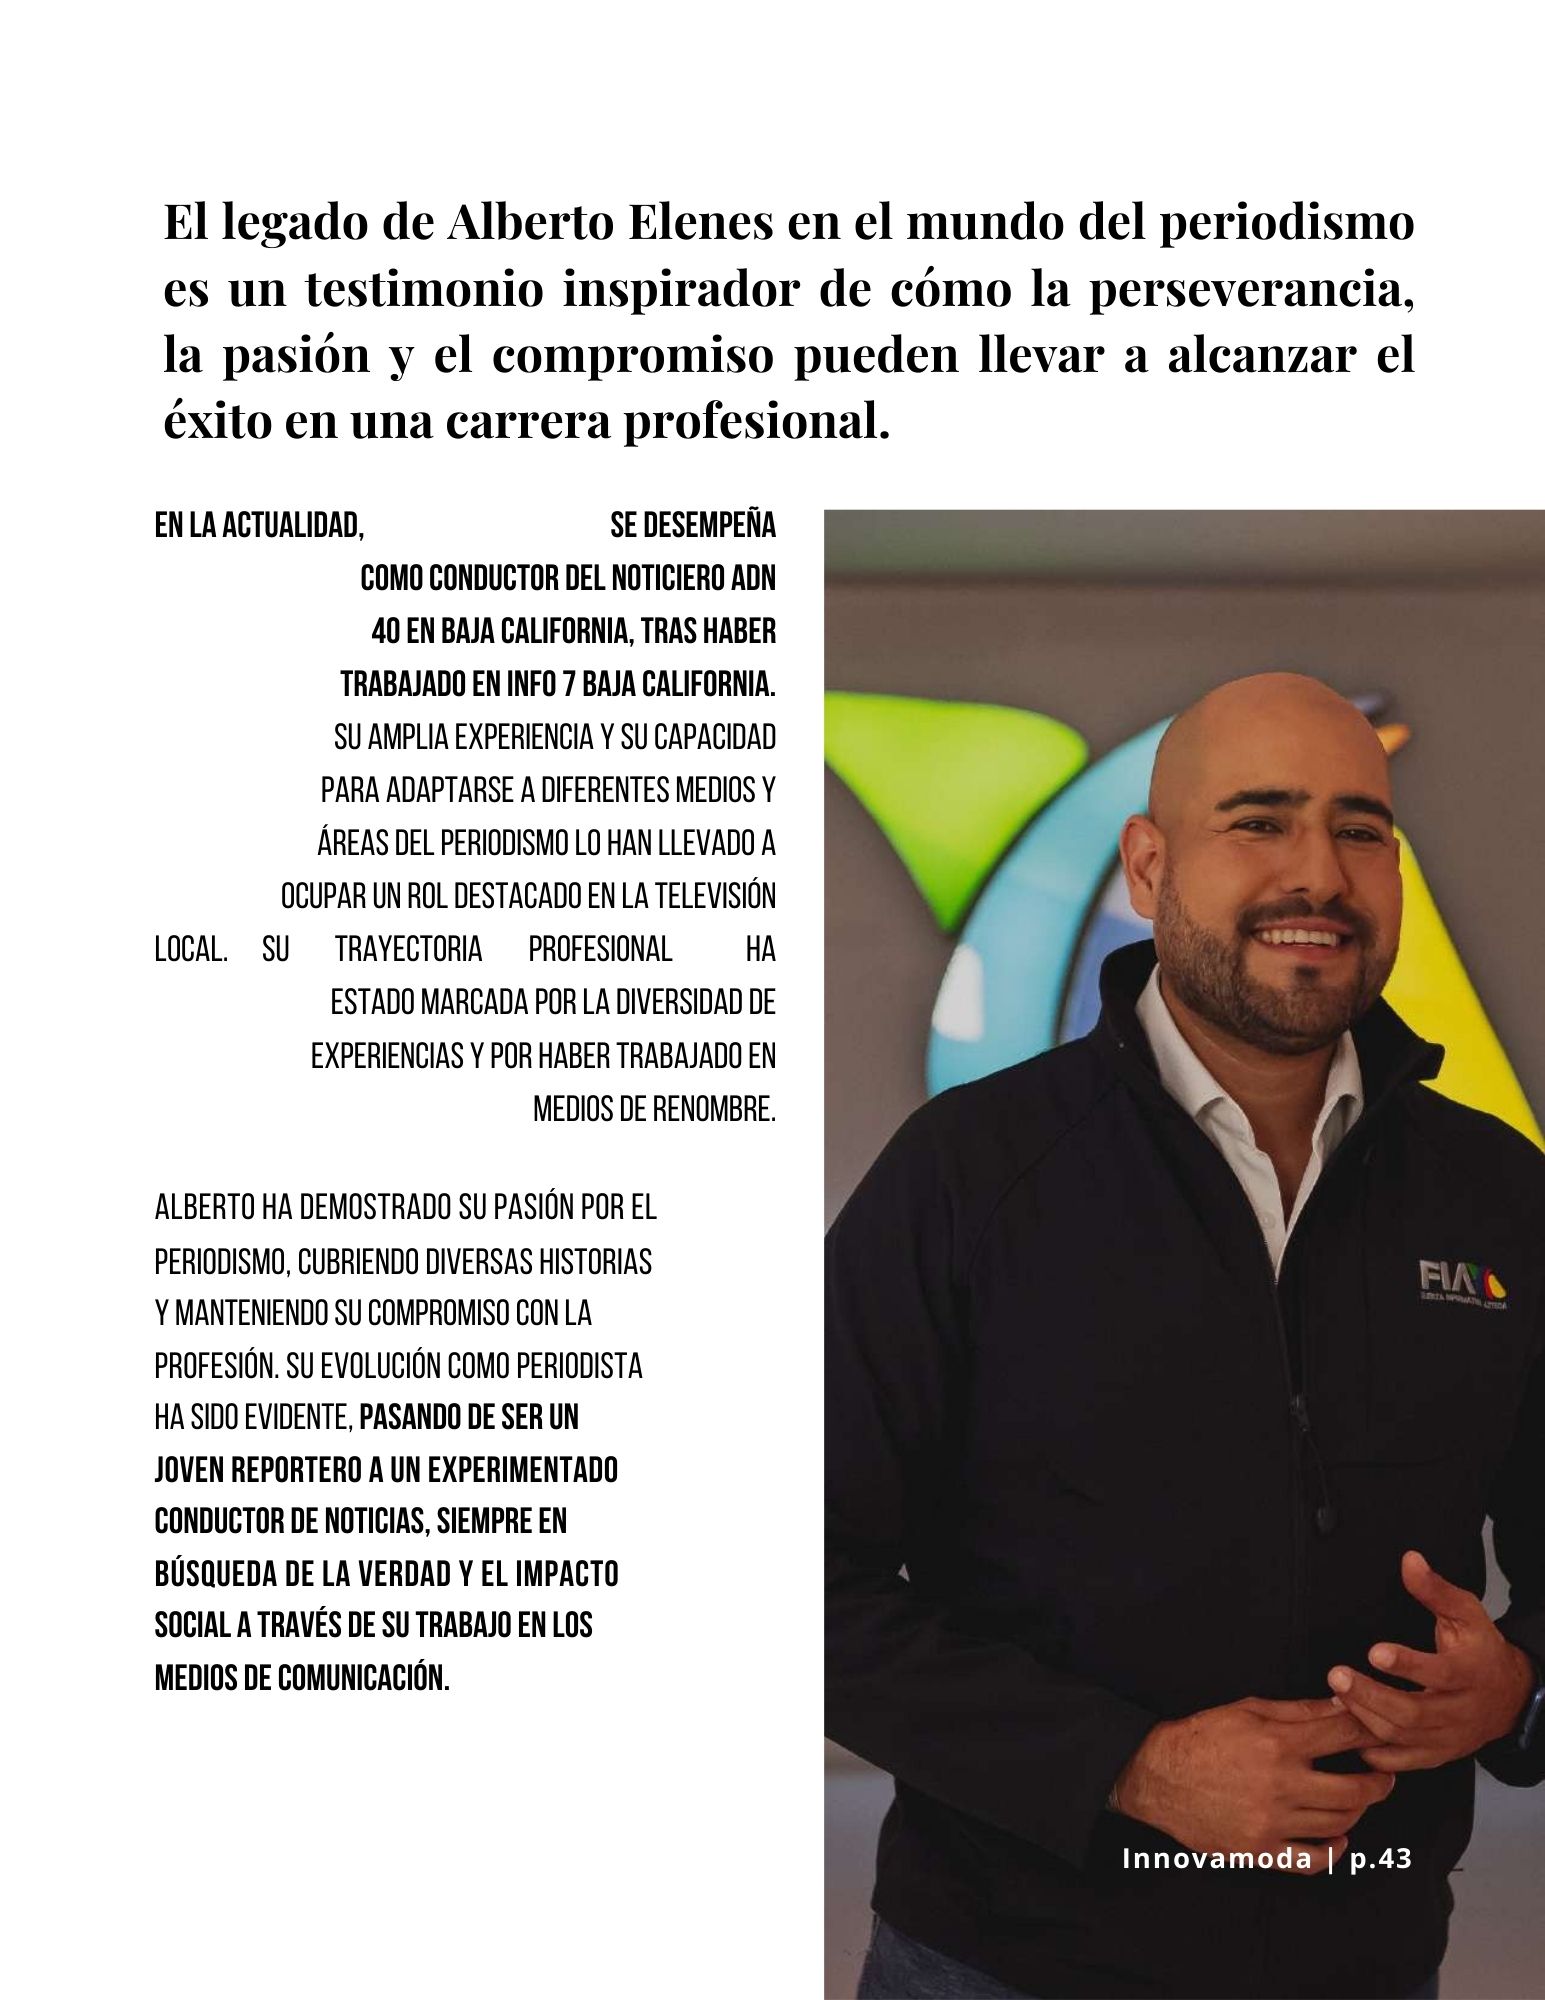 El legado de Alberto Elenes en el mundo del periodismo
es un testimonio inspirador de cómo la perseverancia,
la pasión y el compromiso pueden llevar a alcanzar el
éxito en una carrera profesional.
EN LA ACTUALIDAD, SE DESEMPEÑA
COMO CONDUCTOR DEL NOTICIERO ADN
40 EN BAJA CALIFORNIA, TRAS HABER
TRABAJADO EN INFO 7 BAJA CALIFORNIA.
SU AMPLIA EXPERIENCIA Y SU CAPACIDAD
PARA ADAPTARSE A DIFERENTES MEDIOS Y
ÁREAS DEL PERIODISMO LO HAN LLEVADO A
OCUPAR UN ROL DESTACADO EN LA TELEVISIÓN
LOCAL. SU TRAYECTORIA PROFESIONAL HA
ESTADO MARCADA POR LA DIVERSIDAD DE
EXPERIENCIAS Y POR HABER TRABAJADO EN
MEDIOS DE RENOMBRE.
ALBERTO HA DEMOSTRADO SU PASIÓN POR EL
PERIODISMO, CUBRIENDO DIVERSAS HISTORIAS
Y MANTENIENDO SU COMPROMISO CON LA
PROFESIÓN. SU EVOLUCIÓN COMO PERIODISTA
HA SIDO EVIDENTE, PASANDO DE SER UN
JOVEN REPORTERO A UN EXPERIMENTADO
CONDUCTOR DE NOTICIAS, SIEMPRE EN
BÚSQUEDA DE LA VERDAD Y EL IMPACTO
SOCIAL A TRAVÉS DE SU TRABAJO EN LOS
MEDIOS DE COMUNICACIÓN.
FIA
Innovamoda | p.43